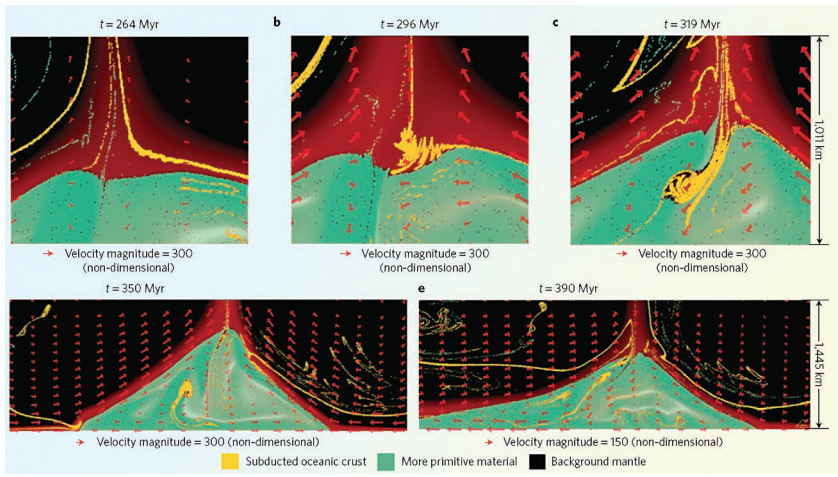 t = 264 Myr
b
t = 296 Myr
c
t = 319 Myr
1,011 km
Velocity magnitude = 300
(non-dimensional)
Velocity magnitude = 300
(non-dimensional)
Velocity magnitude = 300
(non-dimensional)
t = 350 Myr
e
t = 390 Myr
1,445 km
Velocity magnitude = 300 (non-dimensional)
Velocity magnitude = 150 (non-dimensional)
Subducted oceanic crust
More primitive material
Background mantle